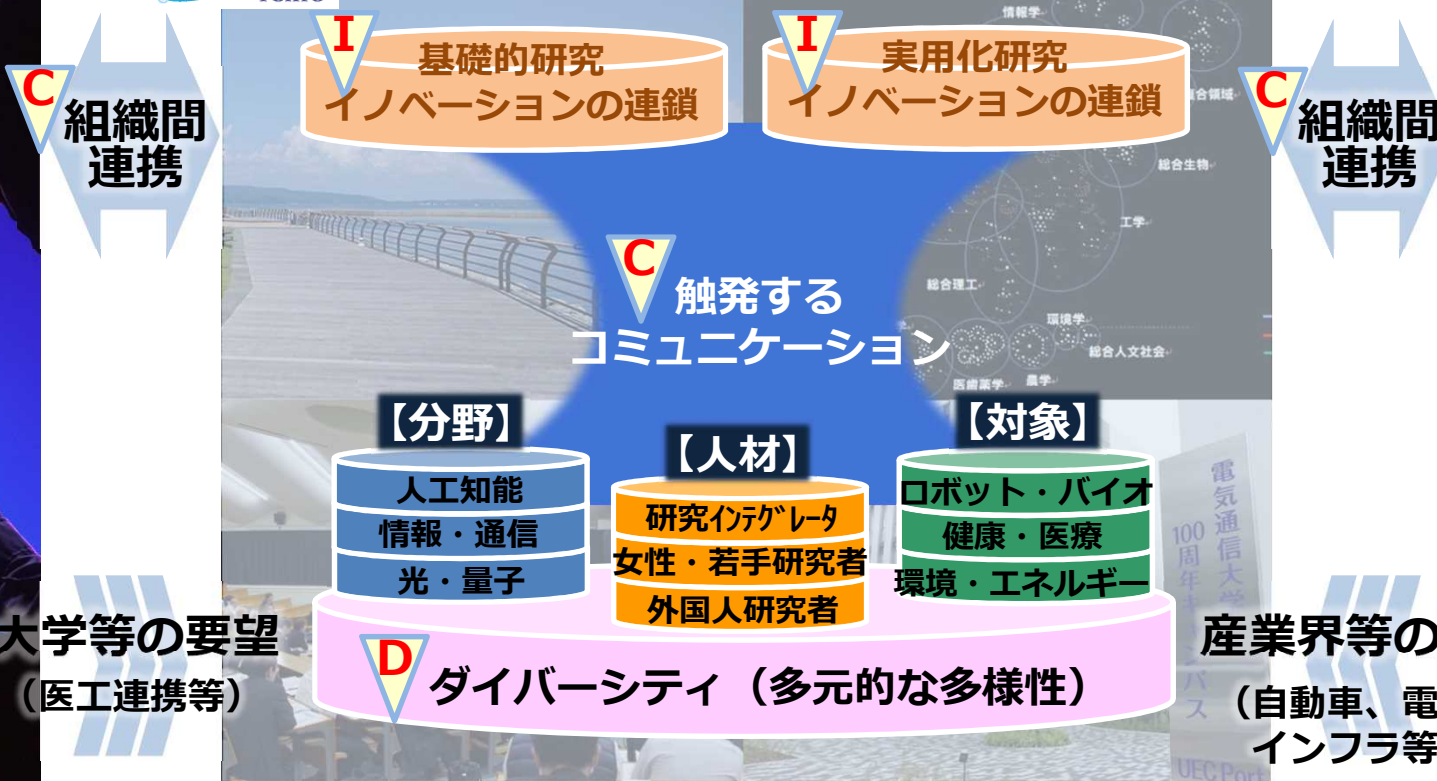 I
基礎的研究
イノベーションの連鎖
I
実用化研究
イノベーションの連鎖
C
組織間
連携
C
組織間
連携
情報学
総合生物
工学
総合理工
環境学
総合人文社会
医歯薬学
農学
C
触発する
コミュニケーション
【分野】
人工知能
情報・通信
光・量子
【人材】
研究ｲﾝﾃｸﾞﾚｰﾀ
女性・若手研究者
外国人研究者
【対象】
ロボット・バイオ
健康・医療
環境・エネルギー
D
ダイバーシティ（多元的な多様性）
大学等の要望
（医工連携等）
産業界等の
（自動車、電
インフラ等
電気通信大学
100
周年キ
パス
UEC Port